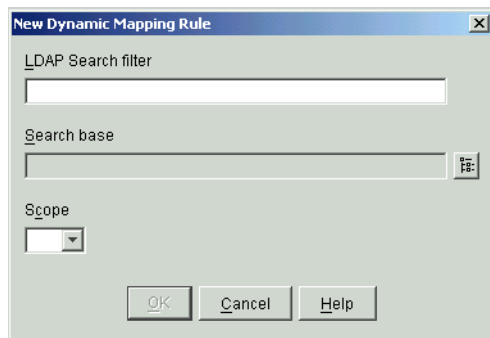 New Dynamic Mapping Rule
LDAP Search filter
Search base
Scope
OK Cancel Help